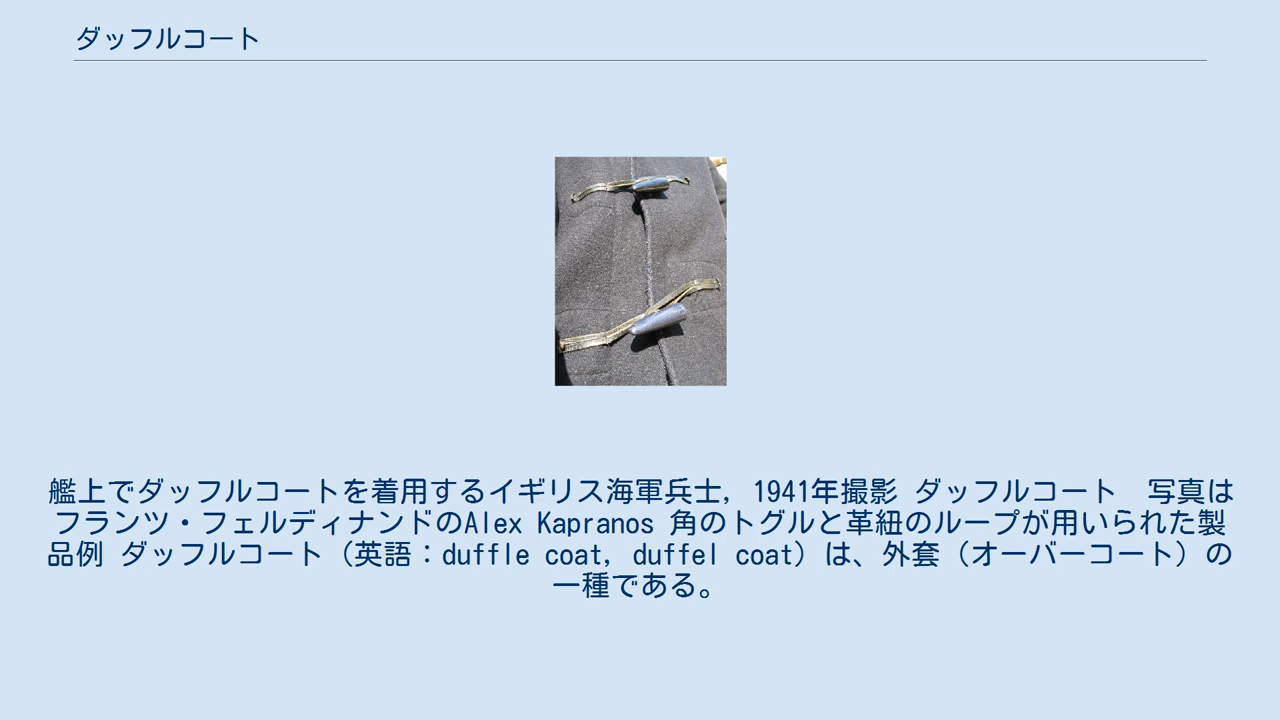 ダッフルコート
艦上でダッフルコートを着用するイギリス海軍兵士, 1941年撮影 ダッフルコート　写真は
フランツ・フェルディナンドのAlex Kapranos 角のトグルと革紐のループが用いられた製
品例 ダッフルコート（英語：duffle coat, duffel coat）は、外套（オーバーコート）の
一種である。